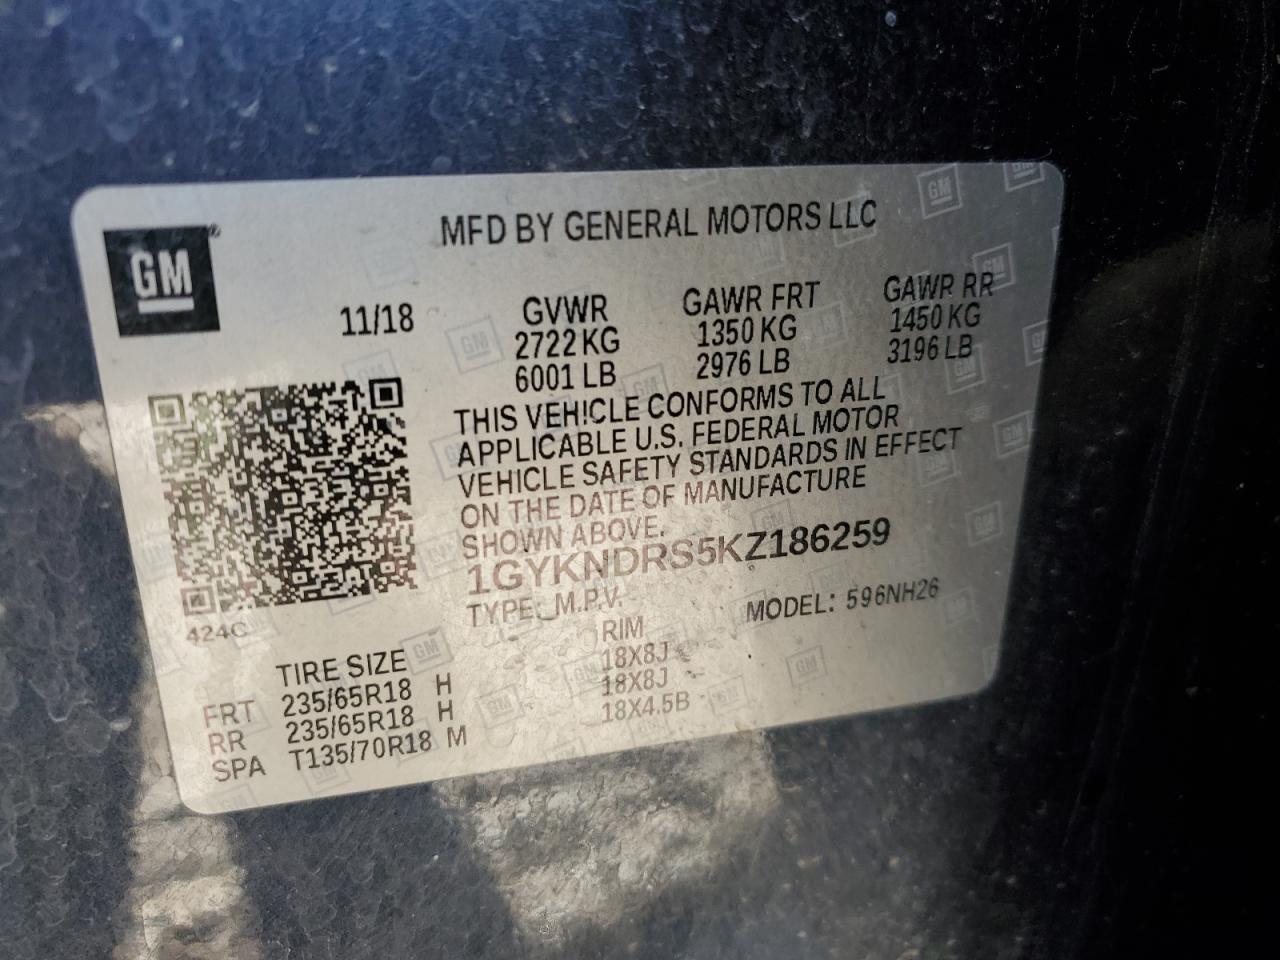 MFD BY GENERAL MOTORS LLC
GM®
11/18
GVWR GAWR FRT GAWR RR
2722 KG 1350 KG 1450 KG
6001 LB 2976 LB 3196 LB
THIS VEHICLE CONFORMS TO ALL
APPLICABLE U.S. FEDERAL MOTOR
VEHICLE SAFETY STANDARDS IN EFFECT
ON THE DATE OF MANUFACTURE
SHOWN ABOVE.
1GYKNDRS5KZ186259
TYPE: M.P.V. MODEL: 596NH26
424C
TIRE SIZE RIM
FRT 235/65R18 H 18X8J
RR 235/65R18 H 18X8J
SPA T135/70R18 M 18X4.5B